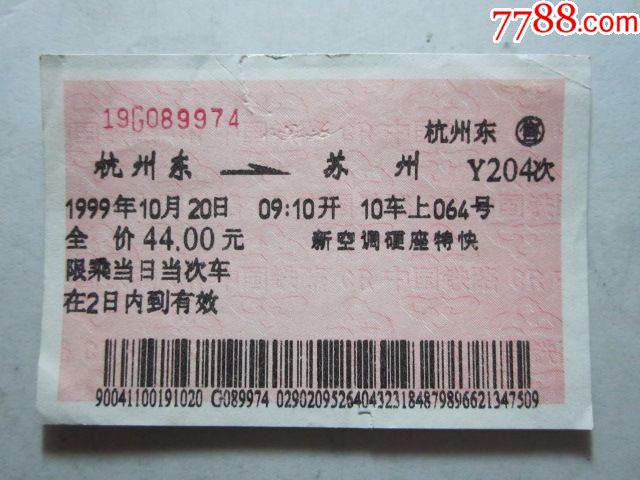 7788.com
19G089974
杭州东 售
杭州东 → 苏州 Y204次
1999年10月20日 09:10开 10车上064号
全价44.00元 新空调硬座特快
限乘当日当次车
在2日内到有效
90041100191020 G089974 02902095264043231848798966213475​09